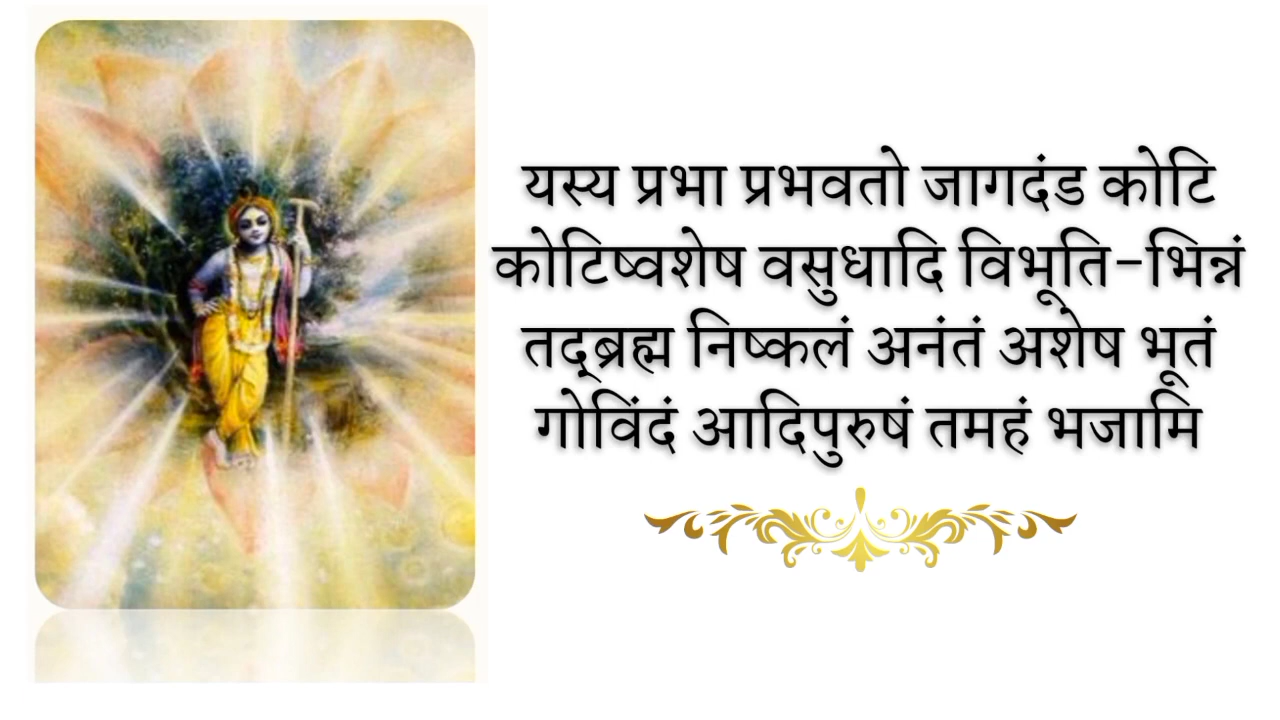 यस्य प्रभा प्रभवतो जागदंड कोटि
कोटिष्वशेष वसुधादि विभूति-भिन्नं
तद्ब्रह्म निष्कलं अनंतं अशेष भूतं
गोविंदं आदिपुरुषं तमहं भजामि